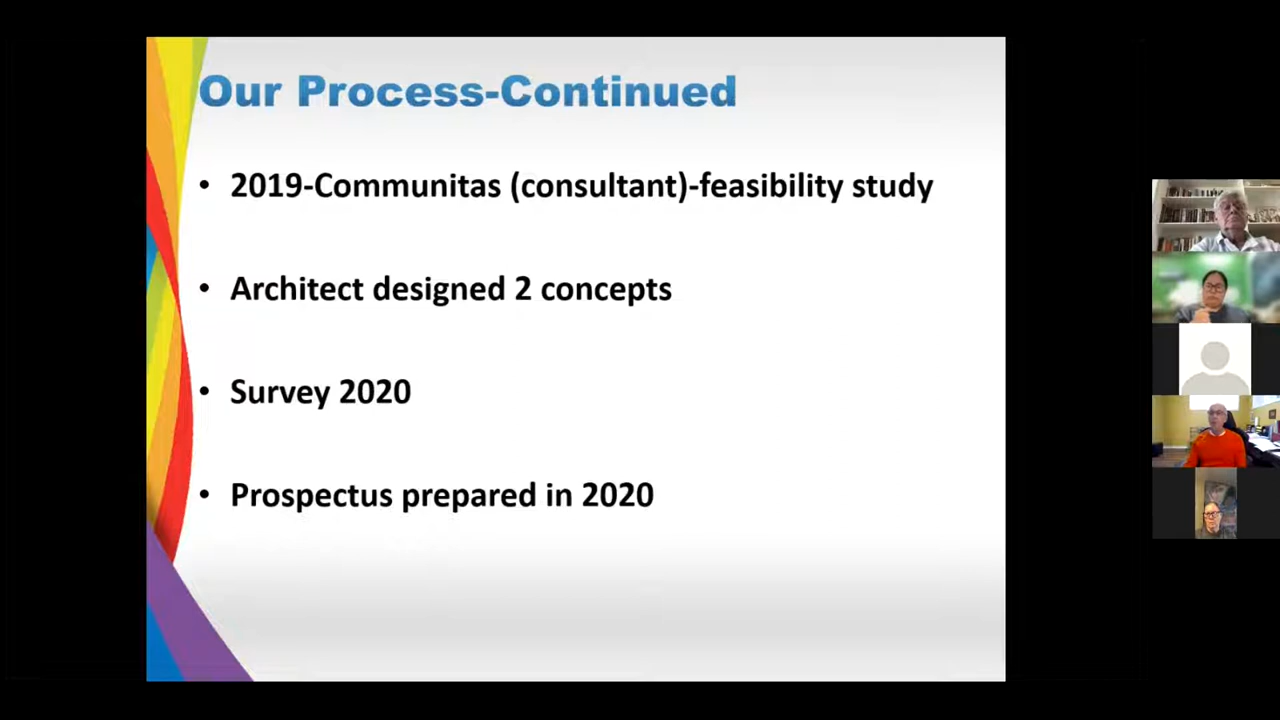 Our Process-Continued
• 2019-Communitas (consultant)-feasibility study
• Architect designed 2 concepts
• Survey 2020
• Prospectus prepared in 2020